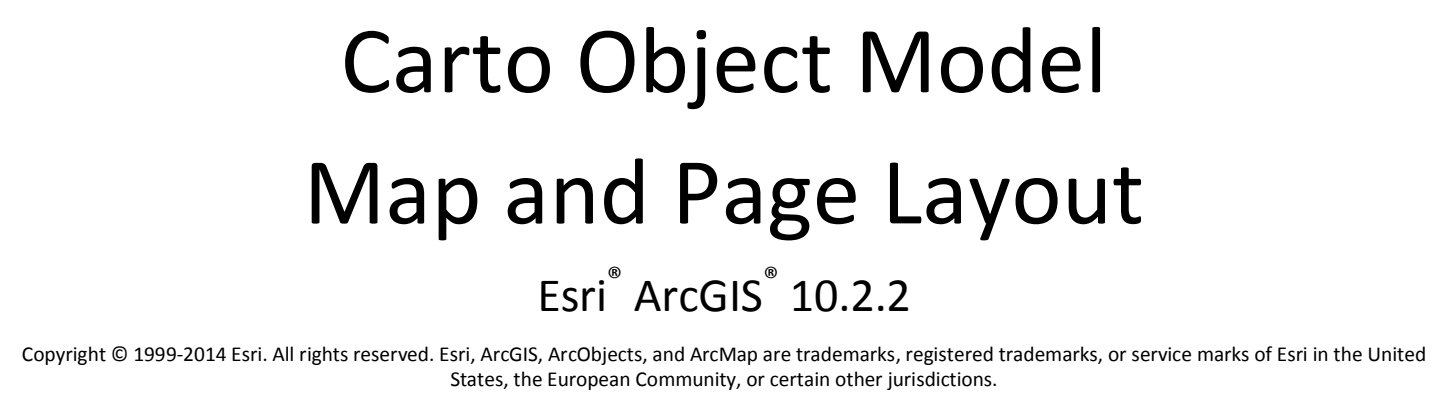 Carto Object Model
Map and Page Layout
Esri® ArcGIS® 10.2.2
Copyright © 1999-2014 Esri. All rights reserved. Esri, ArcGIS, ArcObjects, and ArcMap are trademarks, registered trademarks, or service marks of Esri in the United
States, the European Community, or certain other jurisdictions.